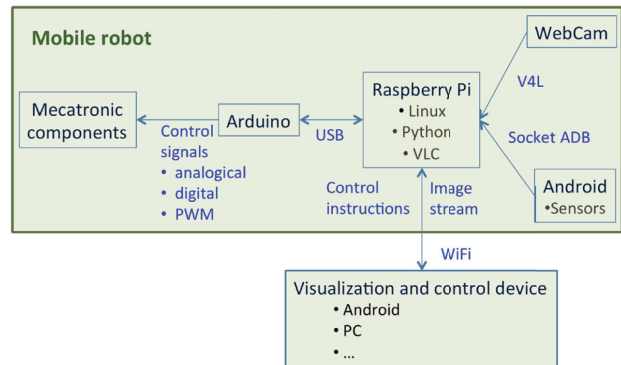 Mobile robot
WebCam
V4L
Raspberry Pi
• Linux
• Python
• VLC
Mecatronic
components
Arduino
USB
Control
signals
• analogical
• digital
• PWM
Socket ADB
Android
•Sensors
Control
instructions
Image
stream
WiFi
Visualization and control device
• Android
• PC
• ...